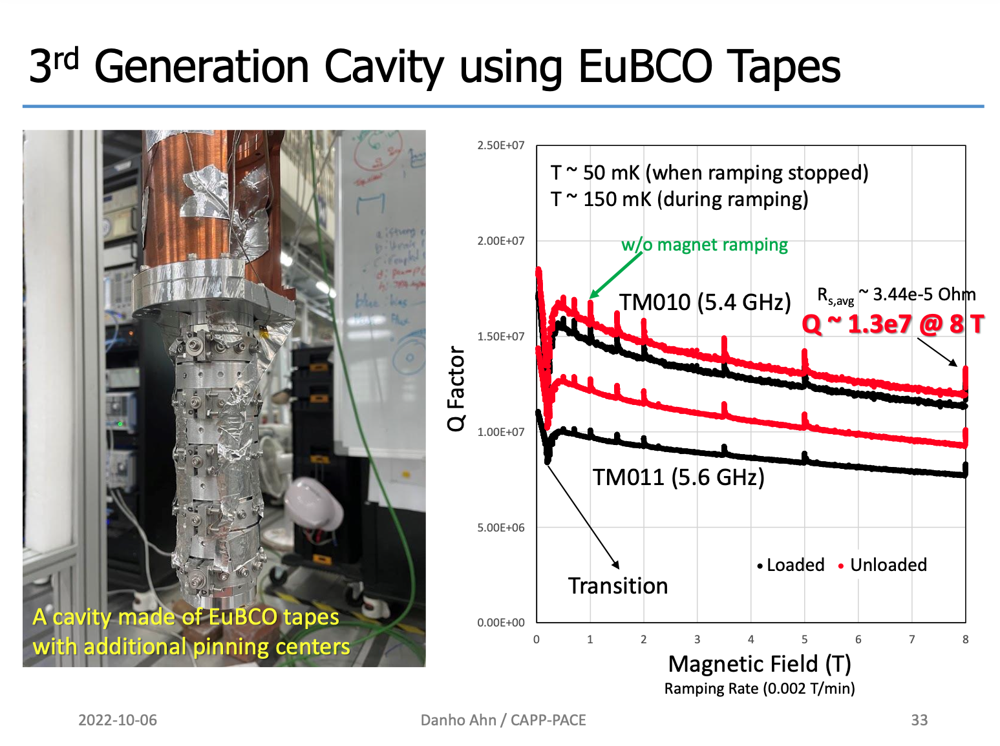 3rd Generation Cavity using EuBCO Tapes
A cavity made of EuBCO tapes
with additional pinning centers
2.50E+07
2.00E+07
1.50E+07
1.00E+07
5.00E+06
0.00E+00
Q Factor
T ~ 50 mK (when ramping stopped)
T ~ 150 mK (during ramping)
w/o magnet ramping
TM010 (5.4 GHz)
Rs,avg ~ 3.44e-5 Ohm
Q ~ 1.3e7 @ 8 T
TM011 (5.6 GHz)
Transition
Loaded
Unloaded
0 1 2 3 4 5 6 7 8
Magnetic Field (T)
Ramping Rate (0.002 T/min)
2022-10-06
Danho Ahn / CAPP-PACE
33